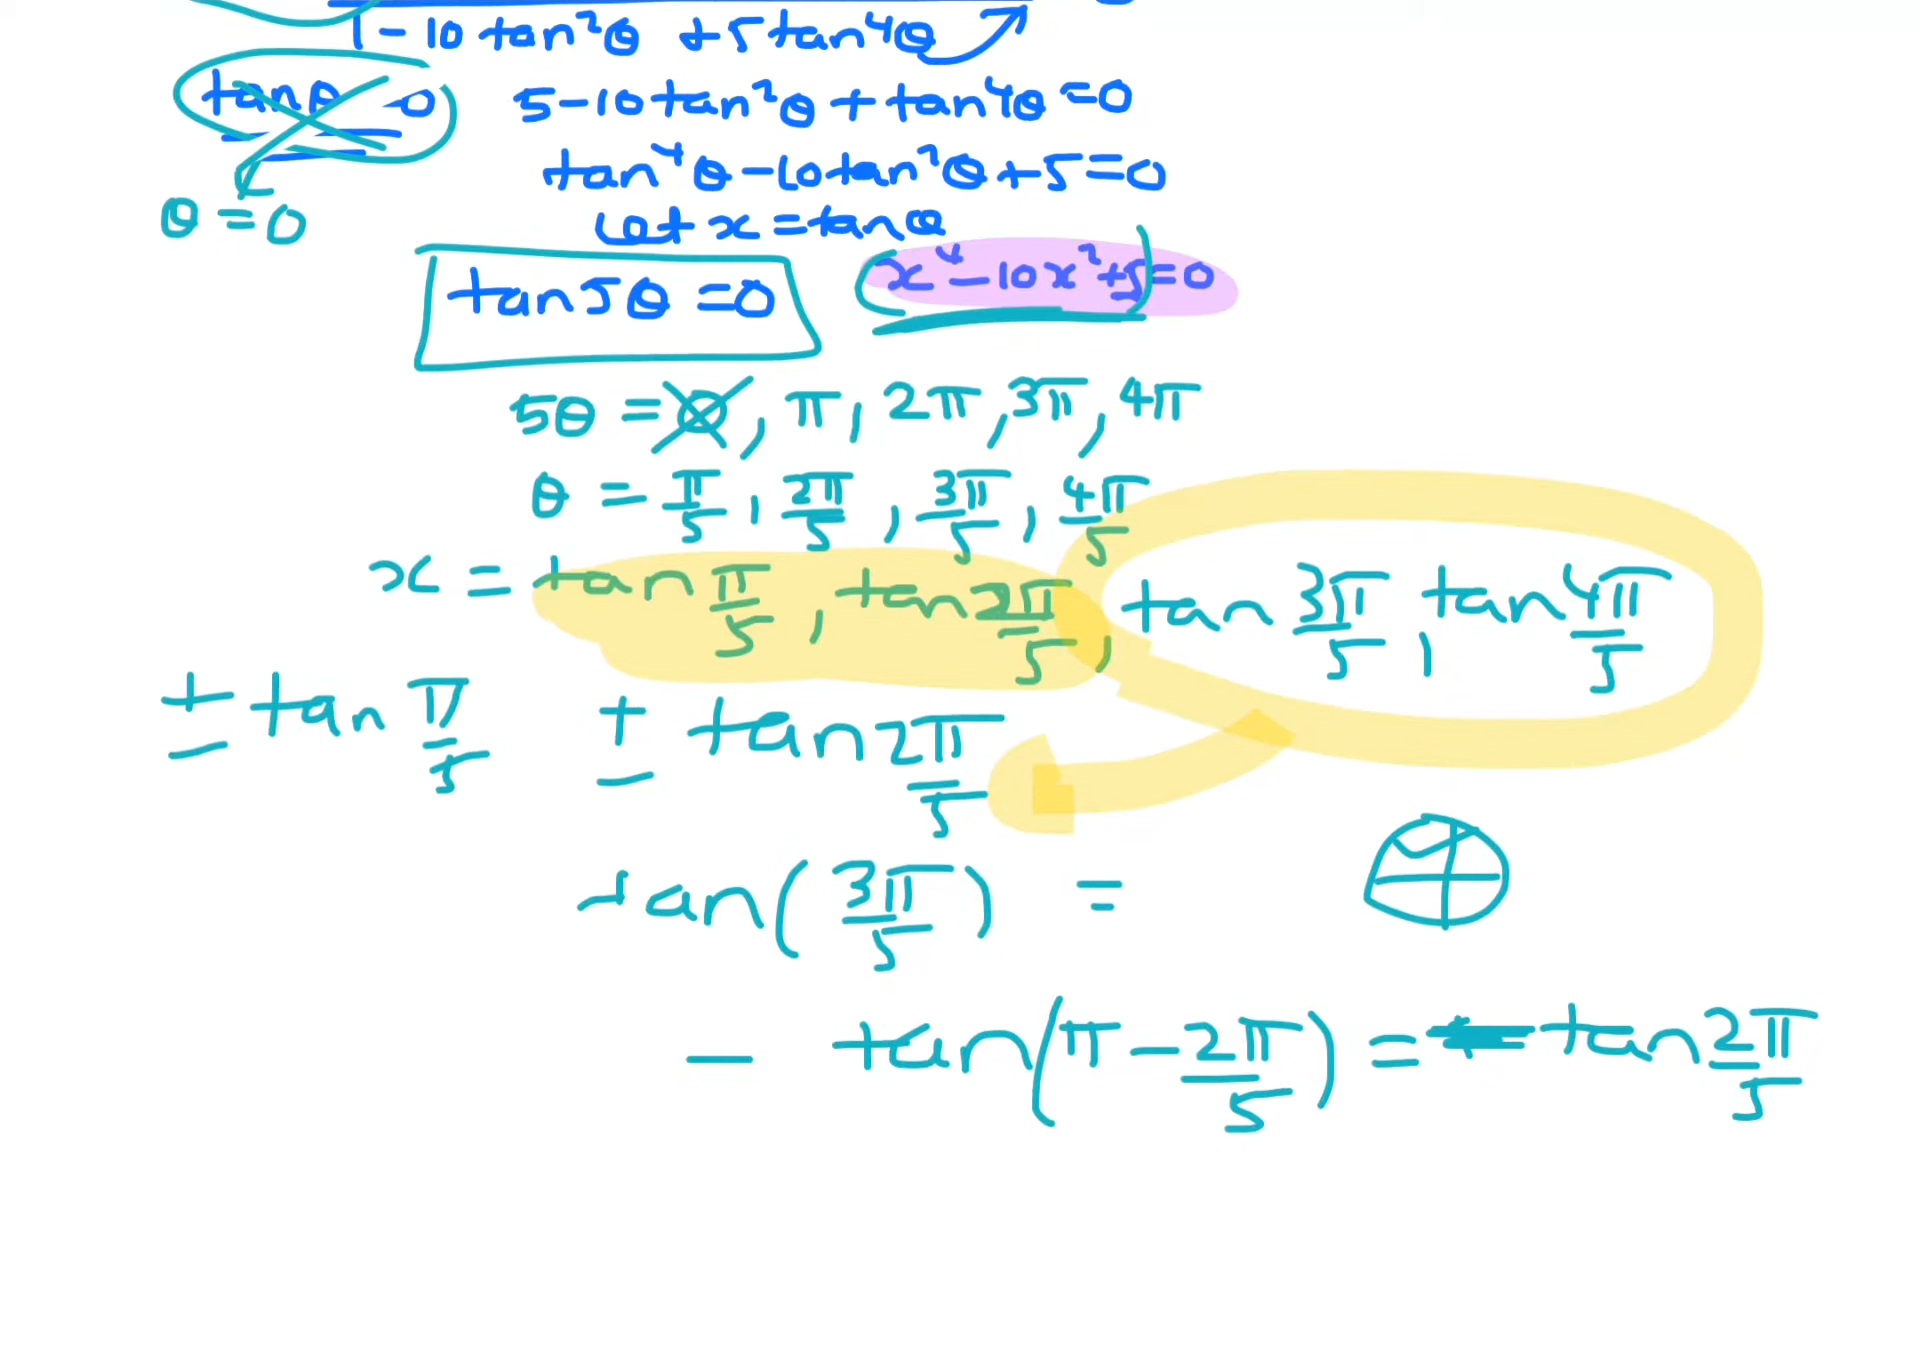 1 - 10 tan²θ + 5 tan⁴θ
tanθ = 0
5 - 10 tan²θ + tan⁴θ = 0
tan⁴θ - 10 tan²θ + 5 = 0
θ = 0
Let x = tanθ
tan5θ = 0
(x⁴ - 10x² + 5) = 0
5θ = 0, π, 2π, 3π, 4π
θ = π/5, 2π/5, 3π/5, 4π/5
x = tan π/5, tan 2π/5, tan 3π/5, tan 4π/5
± tan π/5 ± tan 2π/5
tan(3π/5) =
- tan(π - 2π/5) = tan 2π/5